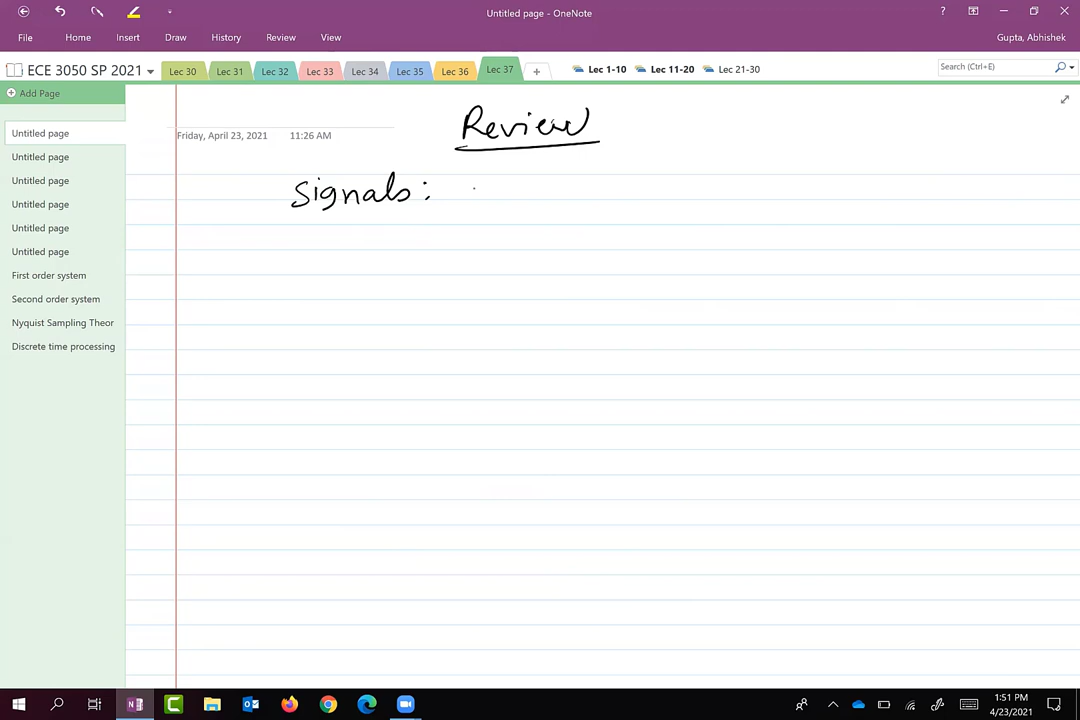 Untitled page - OneNote
?
File Home Insert Draw History Review View
Gupta, Abhishek
ECE 3050 SP 2021
Lec 30 Lec 31 Lec 32 Lec 33 Lec 34 Lec 35 Lec 36 Lec 37 + Lec 1-10 Lec 11-20 Lec 21-30
Search (Ctrl+E)
Add Page
Untitled page
Untitled page
Untitled page
Untitled page
Untitled page
Untitled page
First order system
Second order system
Nyquist Sampling Theor
Discrete time processing
Friday, April 23, 2021 11:26 AM
Review
Signals:
1:51 PM
4/23/2021